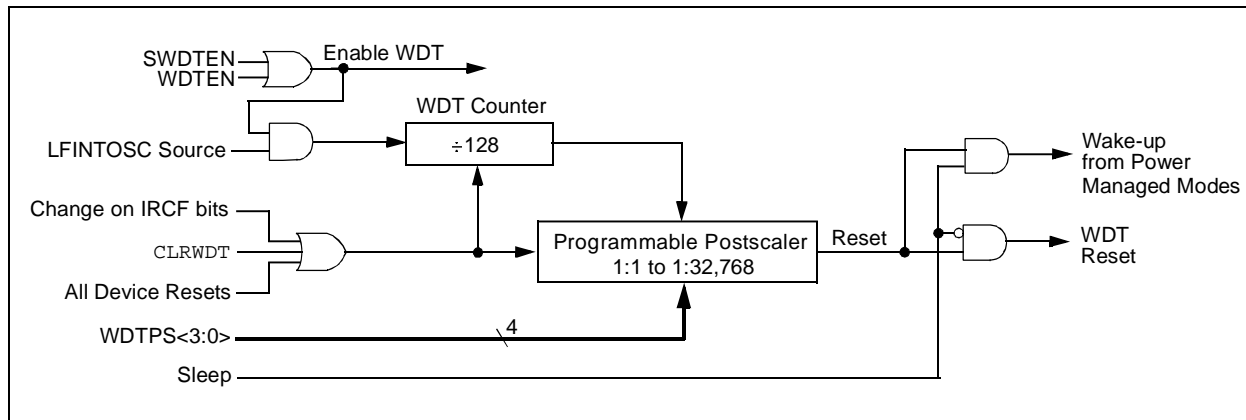 SWDTEN
WDTEN
Enable WDT
WDT Counter
÷128
LFINTOSC Source
Wake-up
from Power
Managed Modes
Change on IRCF bits
CLRWDT
All Device Resets
Programmable Postscaler
1:1 to 1:32,768
Reset
WDT
Reset
WDTPS<3:0>
4
Sleep